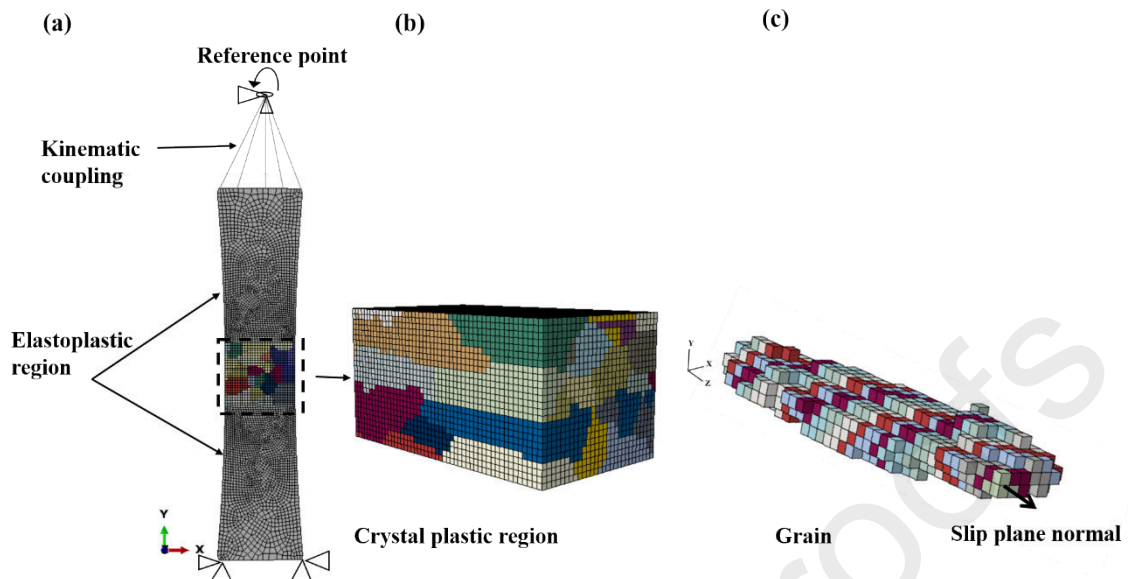 (a)
(b)
(c)
Reference point
Kinematic
coupling
Elastoplastic
region
Y
X
Y
X
Z
Crystal plastic region
Grain
Slip plane normal